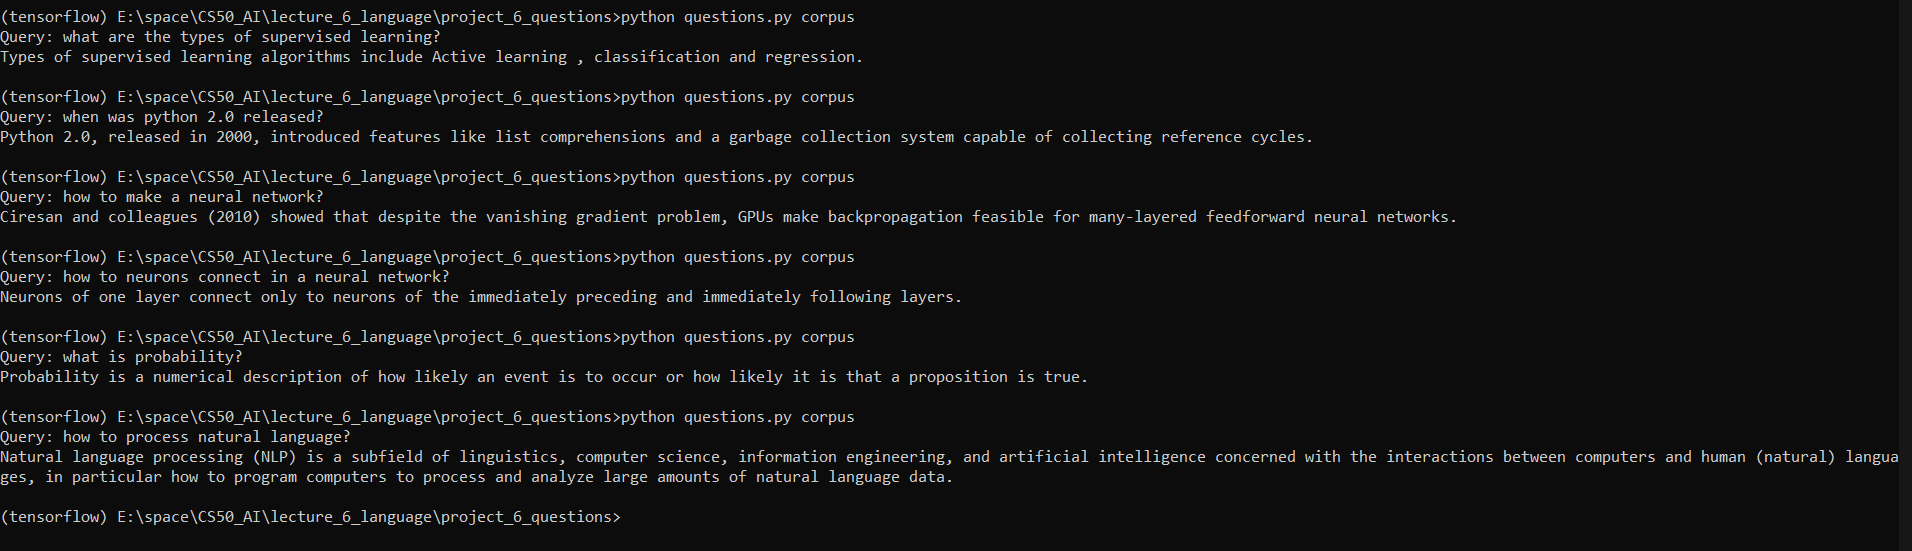 (tensorflow) E:\space\CS50_AI\lecture_6_language\project_6_questions>python questions.py corpus
Query: what are the types of supervised learning?
Types of supervised learning algorithms include Active learning , classification and regression.
(tensorflow) E:\space\CS50_AI\lecture_6_language\project_6_questions>python questions.py corpus
Query: when was python 2.0 released?
Python 2.0, released in 2000, introduced features like list comprehensions and a garbage collection system capable of collecting reference cycles.
(tensorflow) E:\space\CS50_AI\lecture_6_language\project_6_questions>python questions.py corpus
Query: how to make a neural network?
Ciresan and colleagues (2010) showed that despite the vanishing gradient problem, GPUs make backpropagation feasible for many-layered feedforward neural networks.
(tensorflow) E:\space\CS50_AI\lecture_6_language\project_6_questions>python questions.py corpus
Query: how to neurons connect in a neural network?
Neurons of one layer connect only to neurons of the immediately preceding and immediately following layers.
(tensorflow) E:\space\CS50_AI\lecture_6_language\project_6_questions>python questions.py corpus
Query: what is probability?
Probability is a numerical description of how likely an event is to occur or how likely it is that a proposition is true.
(tensorflow) E:\space\CS50_AI\lecture_6_language\project_6_questions>python questions.py corpus
Query: how to process natural language?
Natural language processing (NLP) is a subfield of linguistics, computer science, information engineering, and artificial intelligence concerned with the interactions between computers and human (natural) langua
ges, in particular how to program computers to process and analyze large amounts of natural language data.
(tensorflow) E:\space\CS50_AI\lecture_6_language\project_6_questions>